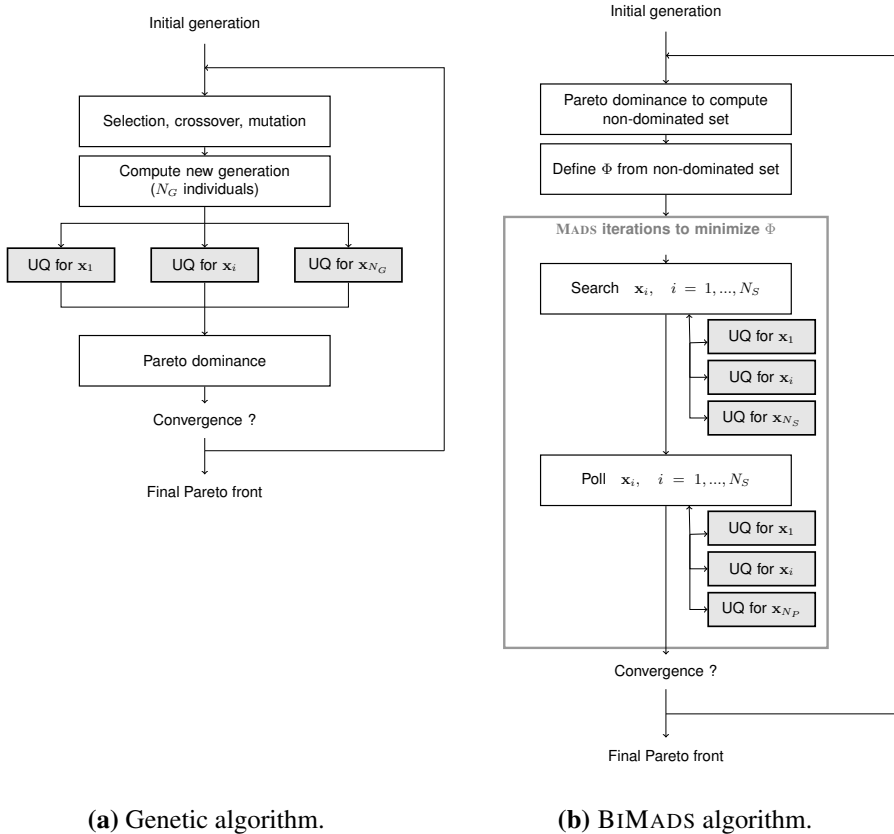 Initial generation
Selection, crossover, mutation
Compute new generation
(N_G individuals)
UQ for x_1
UQ for x_i
UQ for x_{N_G}
Pareto dominance
Convergence ?
Final Pareto front
(a) Genetic algorithm.
Initial generation
Pareto dominance to compute
non-dominated set
Define Φ from non-dominated set
MADS iterations to minimize Φ
Search x_i, i = 1, ..., N_S
UQ for x_1
UQ for x_i
UQ for x_{N_S}
Poll x_i, i = 1, ..., N_S
UQ for x_1
UQ for x_i
UQ for x_{N_P}
Convergence ?
Final Pareto front
(b) BIMADS algorithm.